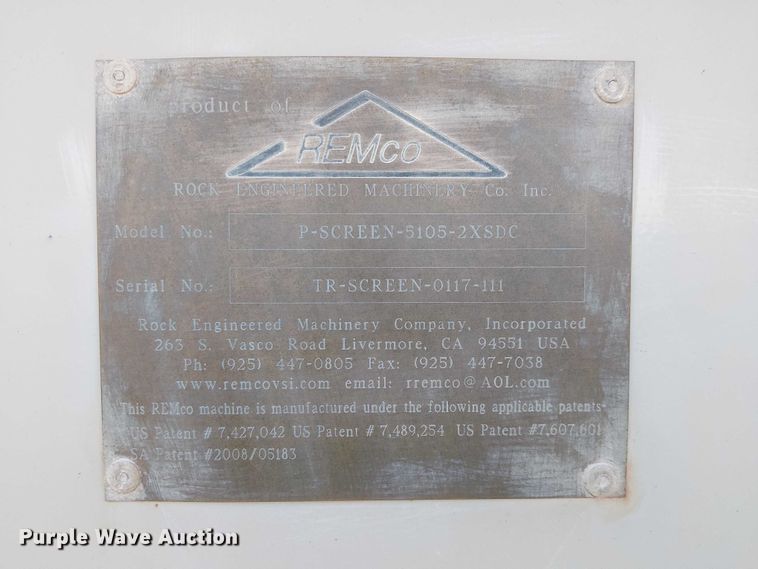 product of
REMco
ROCK ENGINEERED MACHINERY Co. Inc.
Model No.: P-SCREEN-5105-2XSDC
Serial No.: TR-SCREEN-0117-111
Rock Engineered Machinery Company, Incorporated
263 S. Vasco Road Livermore, CA 94551 USA
Ph: (925) 447-0805 Fax: (925) 447-7038
www.remcovsi.com email: rremco@AOL.com
This REMco machine is manufactured under the following applicable patents-
US Patent # 7,427,042 US Patent # 7,489,254 US Patent #7,607,601
SA Patent #2008/05183
Purple Wave Auction